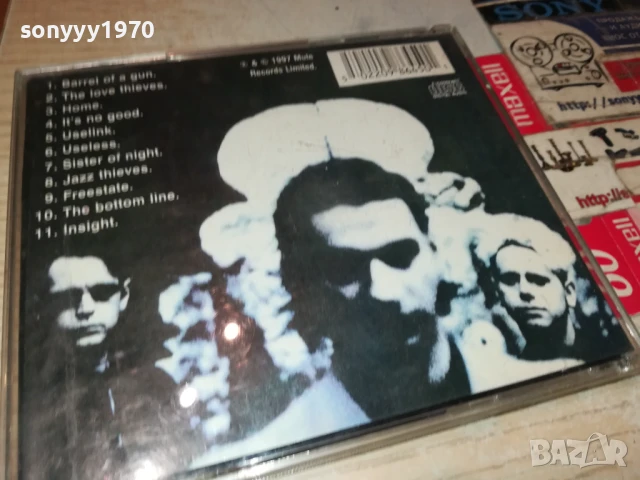 sonyyy1970
1. Barrel of a gun.
2. The love thieves.
3. Home.
4. It's no good.
5. Uselink.
6. Useless.
7. Sister of night.
8. Jazz thieves.
9. Freestate.
10. The bottom line.
11. Insight.
℗ & © 1997 Mute
Records Limited.
SONY
maxell
http://sony
http://s
maxell
BAZAR
bazar.bg